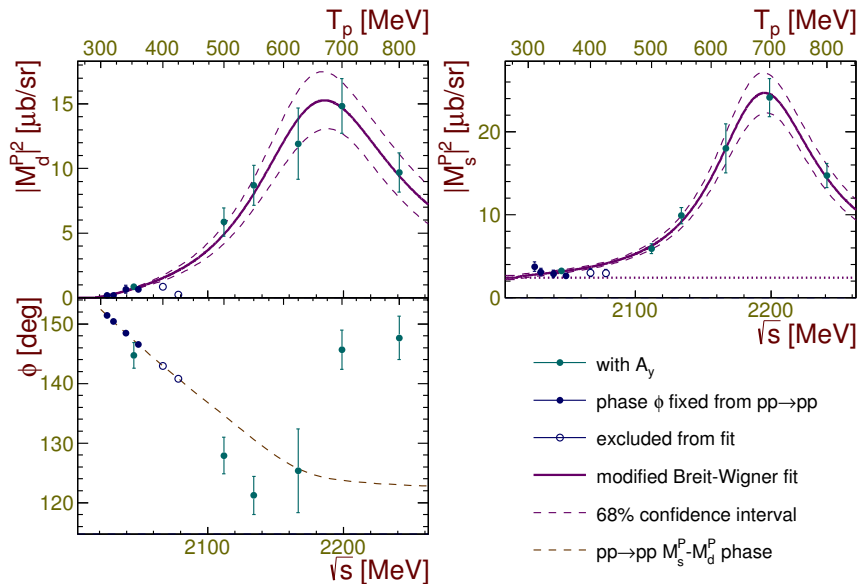 T_p [MeV]
300 400 500 600 700 800
|M_d^P|^2 [μb/sr]
15
10
5
0
T_p [MeV]
300 400 500 600 700 800
|M_s^P|^2 [μb/sr]
20
10
0
2100 2200
√s [MeV]
ϕ [deg]
150
140
130
120
2100 2200
√s [MeV]
with A_y
phase ϕ fixed from pp→pp
excluded from fit
modified Breit-Wigner fit
68% confidence interval
pp→pp M_s^P-M_d^P phase